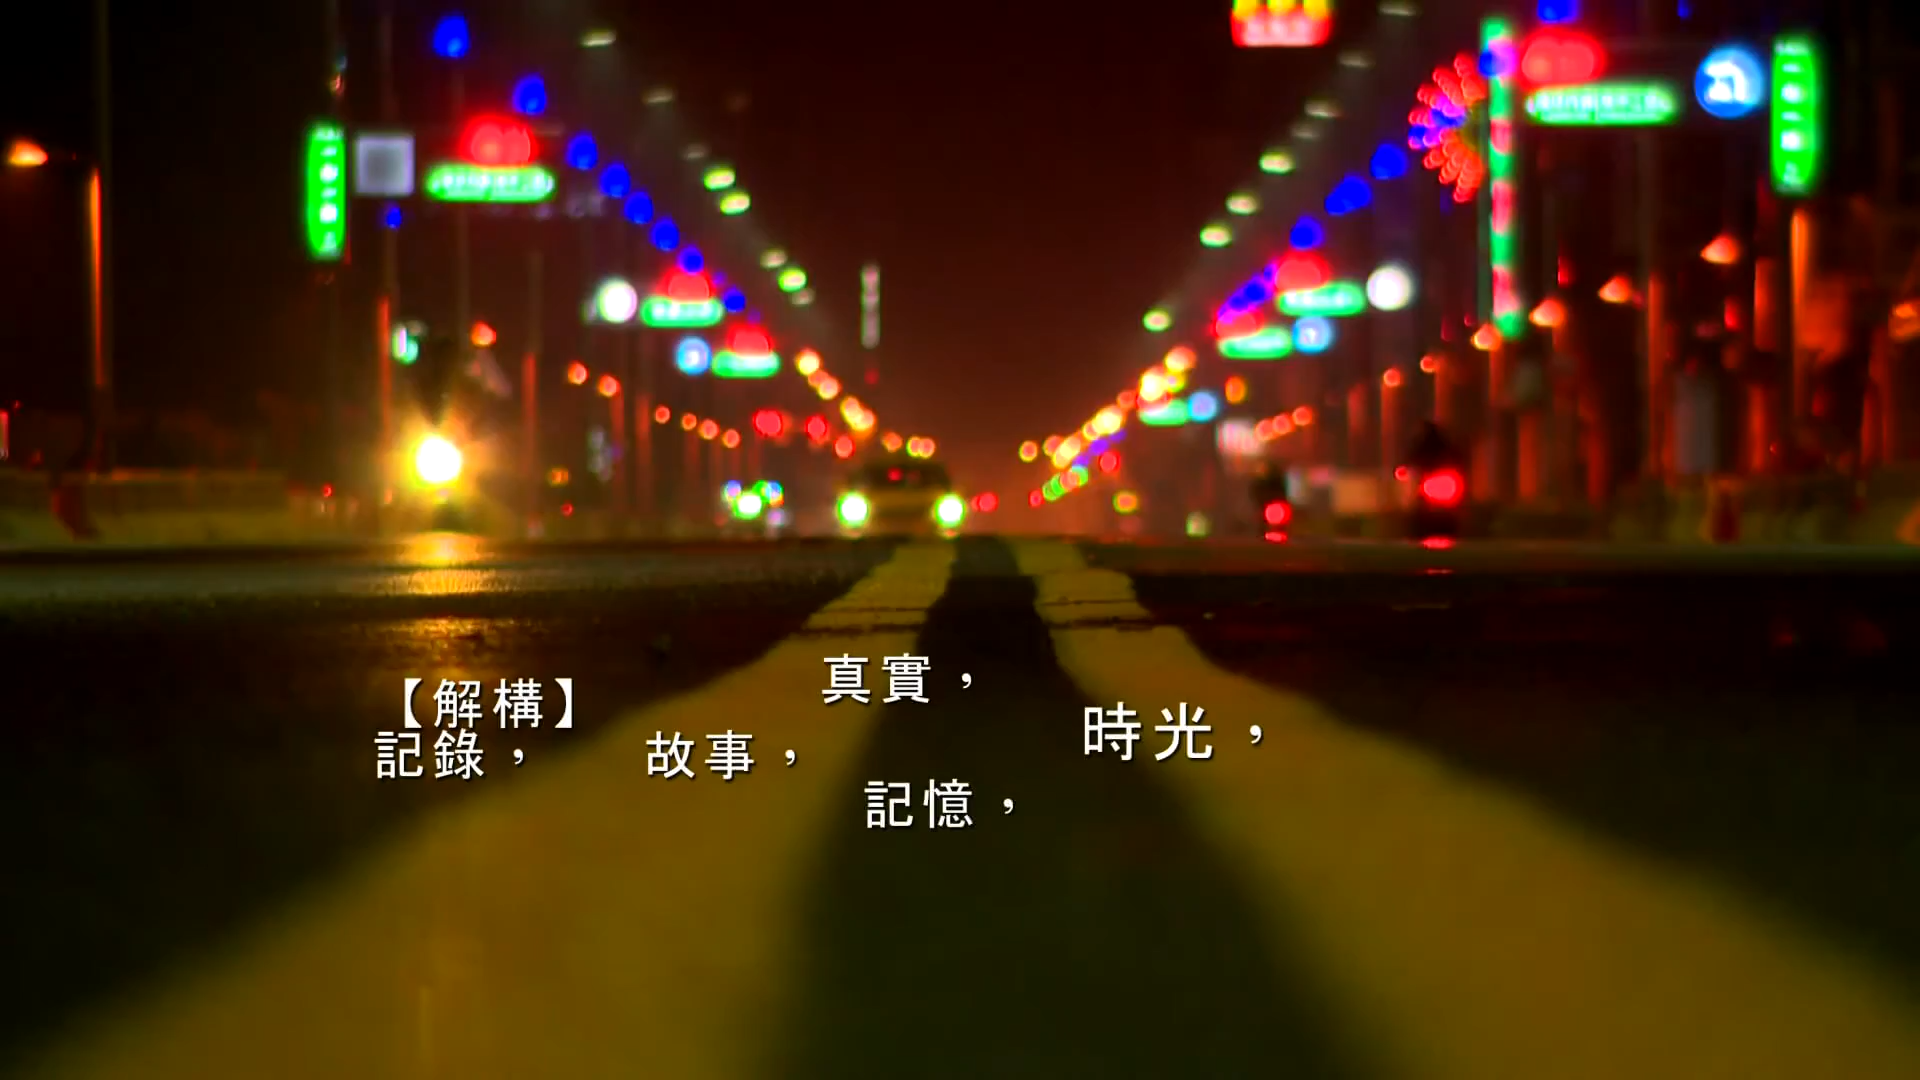 【解構】
真實，
時光，
記錄，
故事，
記憶，